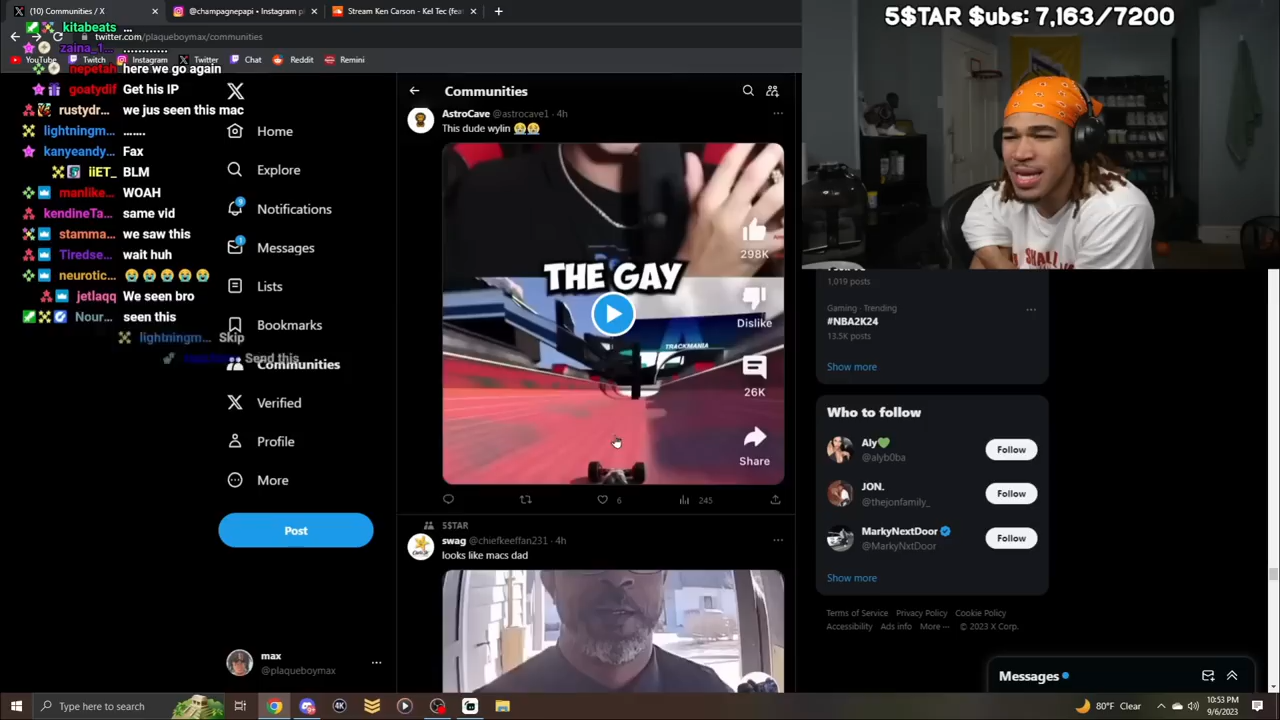 Communities / X
@champagnepapi • Instagram p
Stream Ken Carson - Kel Tec (fea
twitter.com/plaqueboymax/communities
YouTube
Twitch
Instagram
Twitter
Chat
Reddit
Remini
5$TAR $ubs: 7,163/7200
kitabeats ...
zaina_1... ............
nepetah here we go again
goatydlf Get his IP
rustydr... we jus seen this mac
lightningm... .......
kanyeandy... Fax
iiET_ BLM
manlike... WOAH
kendineTa... same vid
stamma... we saw this
Tiredse... wait huh
neurotic... 😭😭😭😭😭
jetlaqq We seen bro
Nour... seen this
lightningm... Skip
Send this
Home
Explore
Notifications
Messages
Lists
Bookmarks
Communities
Verified
Profile
More
Post
max
@plaqueboymax
Communities
AstroCave @astrocave1 · 4h
This dude wylin 😭😭
THE GAY
TRACKMANIA
298K
Dislike
26K
Share
6
245
5$TAR
swag @chiefkeeffan231 · 4h
looks like macs dad
1,019 posts
Gaming · Trending
#NBA2K24
13.5K posts
Show more
Who to follow
Aly💚
@alyb0ba
Follow
JON.
@thejonfamily_
Follow
MarkyNextDoor
@MarkyNxtDoor
Follow
Show more
Terms of Service Privacy Policy Cookie Policy
Accessibility Ads info More ··· © 2023 X Corp.
Messages
Type here to search
80°F Clear
10:53 PM
9/6/2023